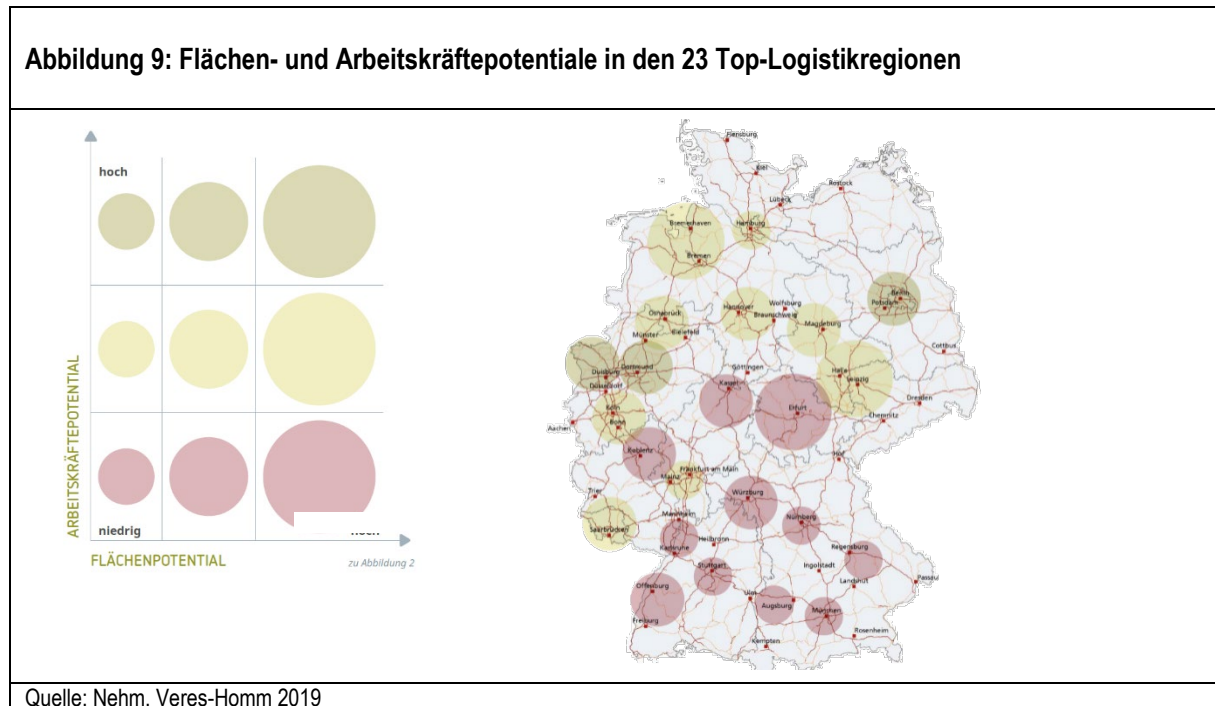 Abbildung 9: Flächen- und Arbeitskräftepotentiale in den 23 Top-Logistikregionen
hoch
niedrig
ARBEITSKRÄFTEPOTENTIAL
FLÄCHENPOTENTIAL
zu Abbildung 2
Flensburg
Kiel
Rostock
Lübeck
Bremerhaven
Hamburg
Bremen
Berlin
Potsdam
Wolfsburg
Hannover
Braunschweig
Osnabrück
Magdeburg
Münster
Bielefeld
Cottbus
Dortmund
Duisburg
Göttingen
Halle
Düsseldorf
Kassel
Leipzig
Dresden
Köln
Erfurt
Chemnitz
Aachen
Bonn
Koblenz
Hof
Frankfurt am Main
Mainz
Trier
Würzburg
Mannheim
Nürnberg
Saarbrücken
Heilbronn
Karlsruhe
Regensburg
Stuttgart
Ingolstadt
Landshut
Passau
Offenburg
Ulm
Augsburg
München
Freiburg
Rosenheim
Kempten
Quelle: Nehm, Veres-Homm 2019